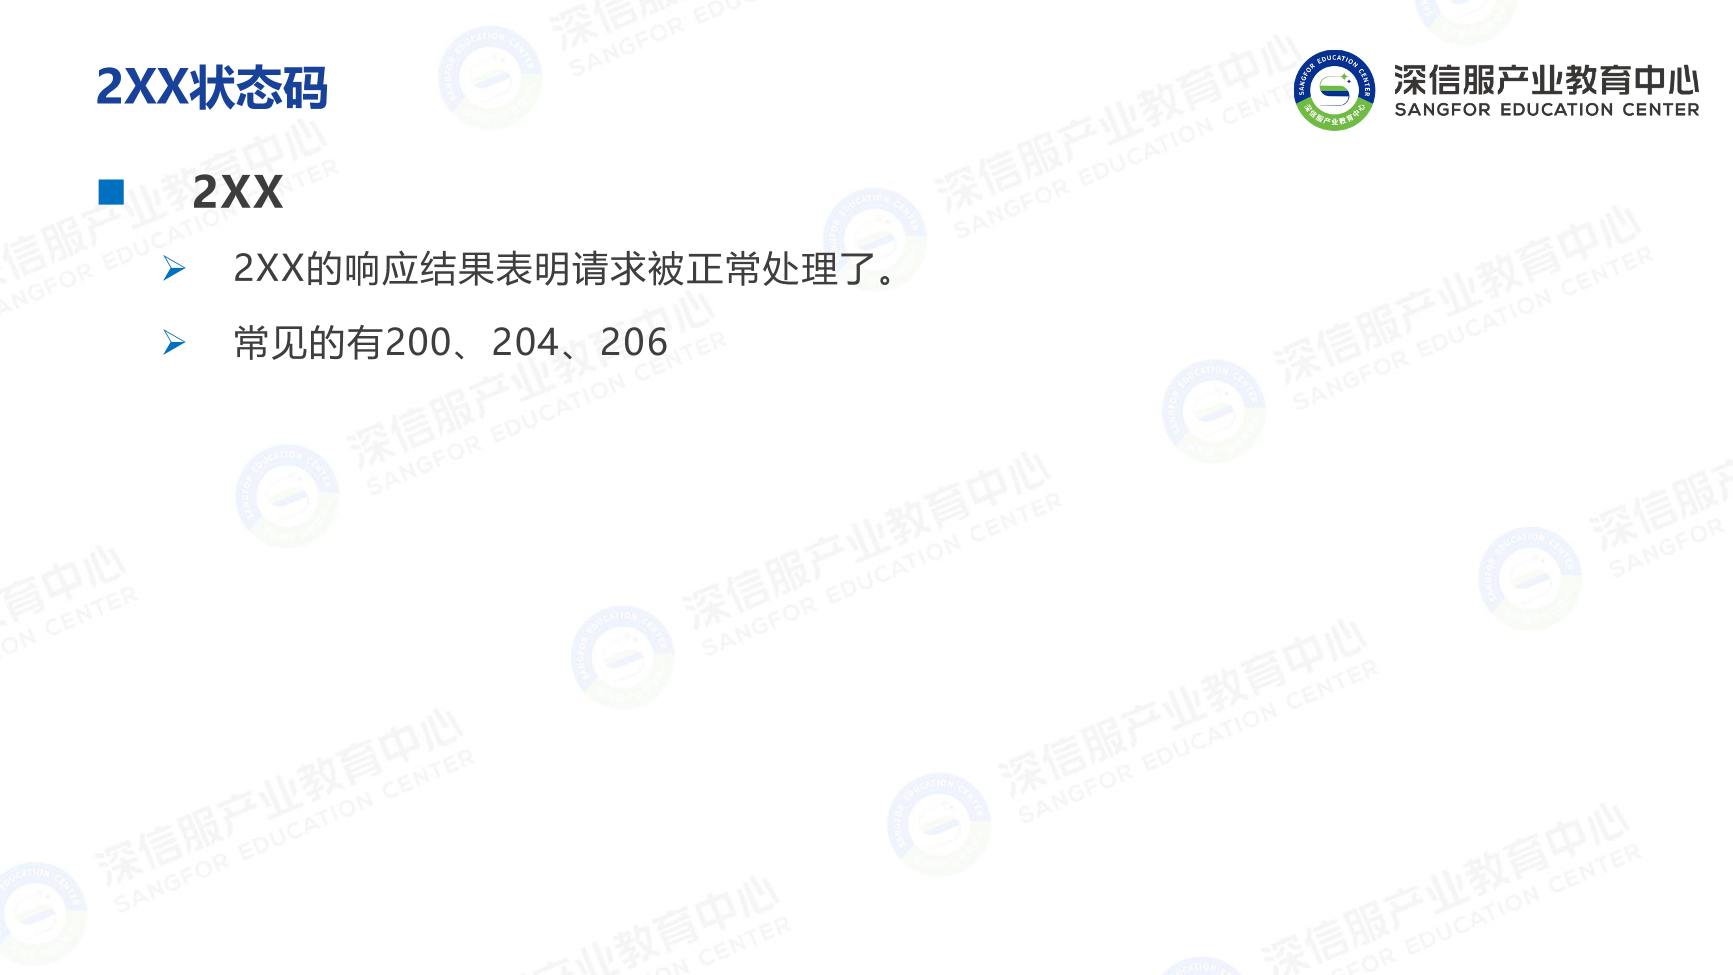 2XX状态码
深信服产业教育中心
SANGFOR EDUCATION CENTER
2XX
2XX的响应结果表明请求被正常处理了。
常见的有200、204、206